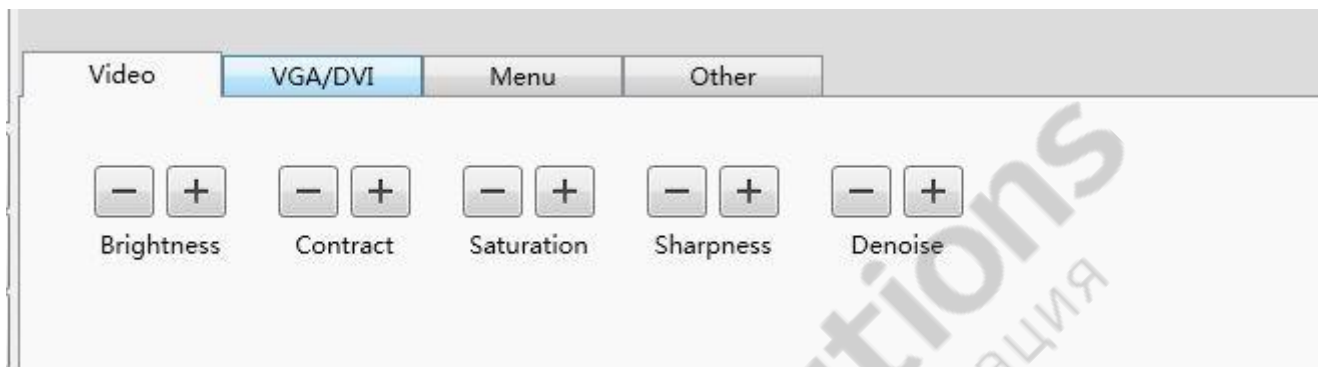 Video VGA/DVI Menu Other
− + − + − + − + − +
Brightness Contract Saturation Sharpness Denoise